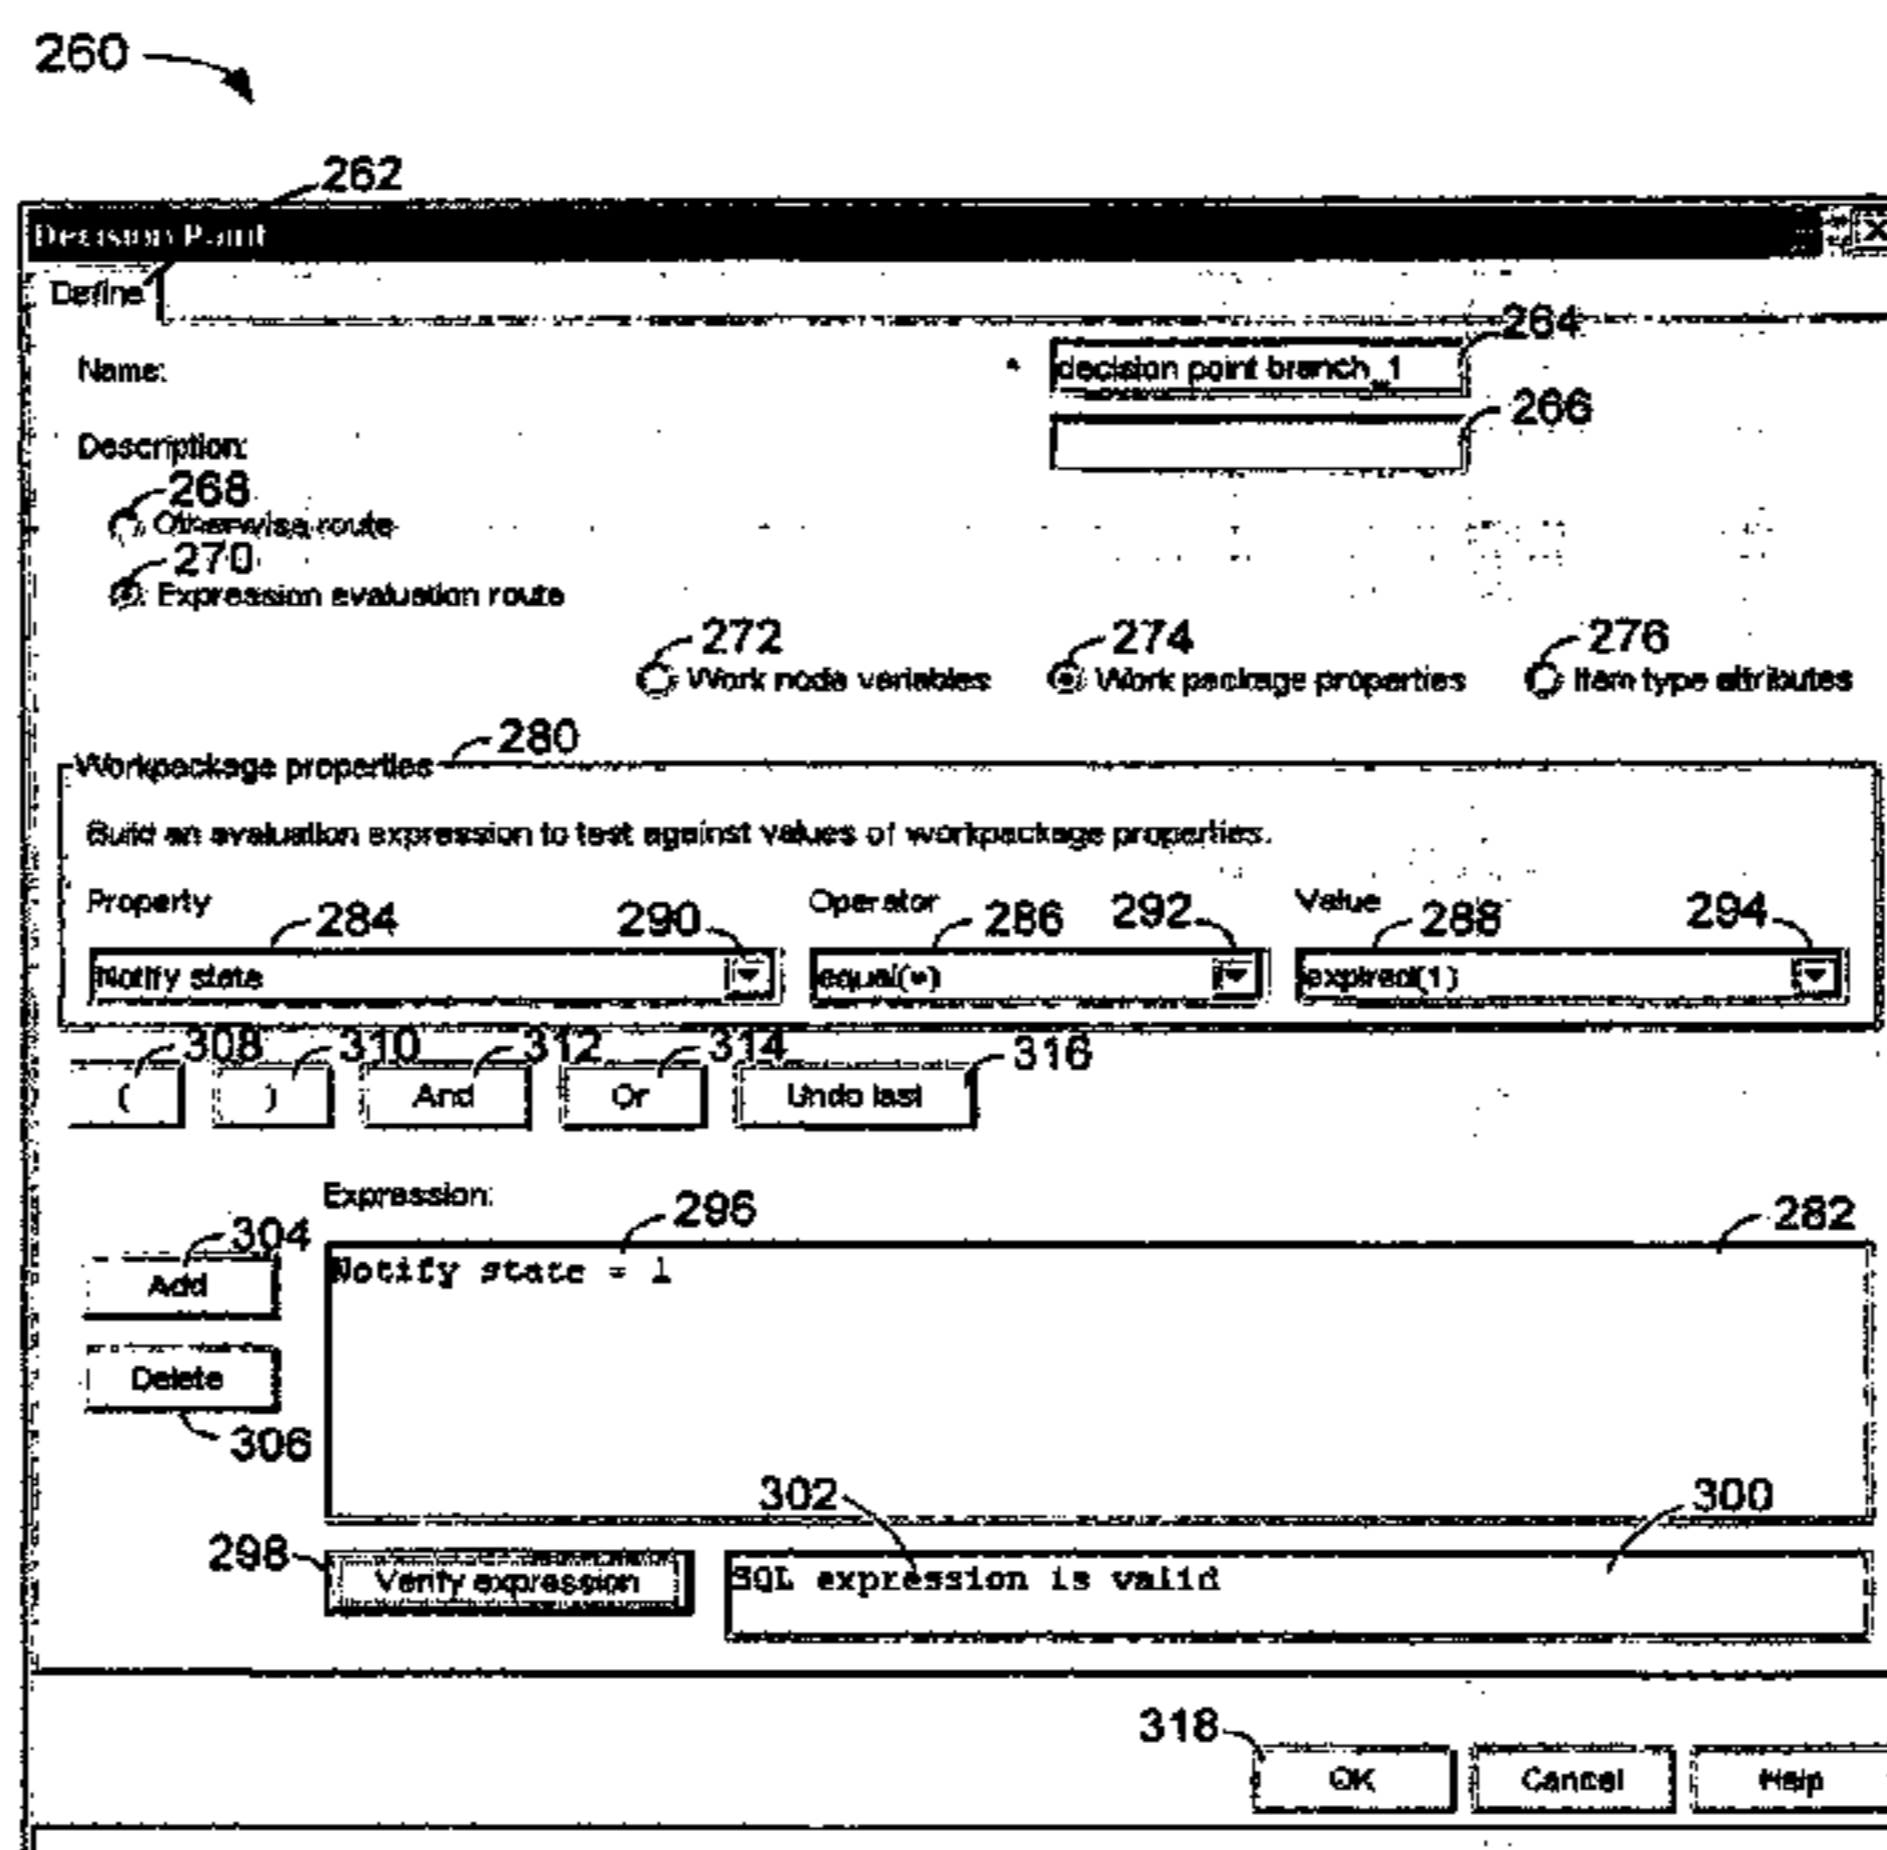 260
262
Decision Point
Define
264
Name: * decision point branch_1
266
Description:
268
Otherwise route
270
Expression evaluation route
272 274 276
Work node variables Work package properties Item type attributes
280
Workpackage properties
Build an evaluation expression to test against values of workpackage properties.
Property Operator Value
284 290 286 292 288 294
Notify state equal(=) expired(1)
308 310 312 314 316
( ) And Or Undo last
Expression:
296 282
304
Add
Notify state = 1
Delete
306
302 300
298
Verify expression SQL expression is valid
318
OK Cancel Help